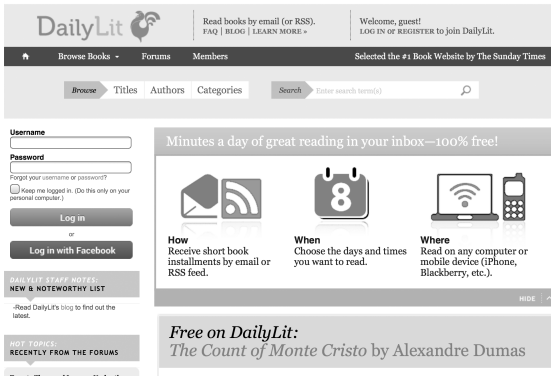 DailyLit
Read books by email (or RSS).
FAQ | BLOG | LEARN MORE »
Welcome, guest!
LOG IN or REGISTER to join DailyLit.
Browse Books
Forums
Members
Selected the #1 Book Website by The Sunday Times
Browse
Titles
Authors
Categories
Search
Enter search term(s)
Username
Password
Forgot your username or password?
Keep me logged in. (Do this only on your
personal computer.)
Log in
or
Log in with Facebook
DAILYLIT STAFF NOTES:
NEW & NOTEWORTHY LIST
-Read DailyLit's blog to find out the
latest.
HOT TOPICS:
RECENTLY FROM THE FORUMS
Minutes a day of great reading in your inbox—100% free!
8
How
Receive short book
installments by email or
RSS feed.
When
Choose the days and times
you want to read.
Where
Read on any computer or
mobile device (iPhone,
Blackberry, etc.).
HIDE
Free on DailyLit:
The Count of Monte Cristo by Alexandre Dumas